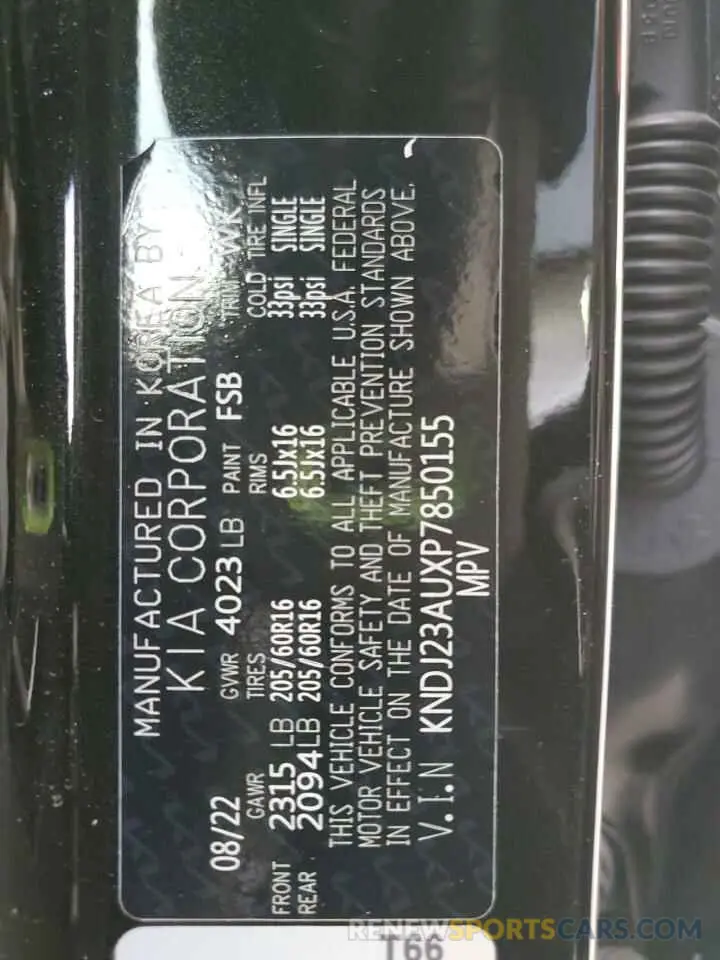 MANUFACTURED IN KOREA BY
KIA CORPORATION
08/22 GVWR 4023 LB PAINT FSB TRIM WK
GAWR TIRES RIMS COLD TIRE INFL
FRONT 2315 LB 205/60R16 6.5Jx16 33psi SINGLE
REAR 2094LB 205/60R16 6.5Jx16 33psi SINGLE
THIS VEHICLE CONFORMS TO ALL APPLICABLE U.S.A. FEDERAL
MOTOR VEHICLE SAFETY AND THEFT PREVENTION STANDARDS
IN EFFECT ON THE DATE OF MANUFACTURE SHOWN ABOVE.
V.I.N KNDJ23AUXP7850155
MPV
T66
RENEWSPORTSCARS.COM